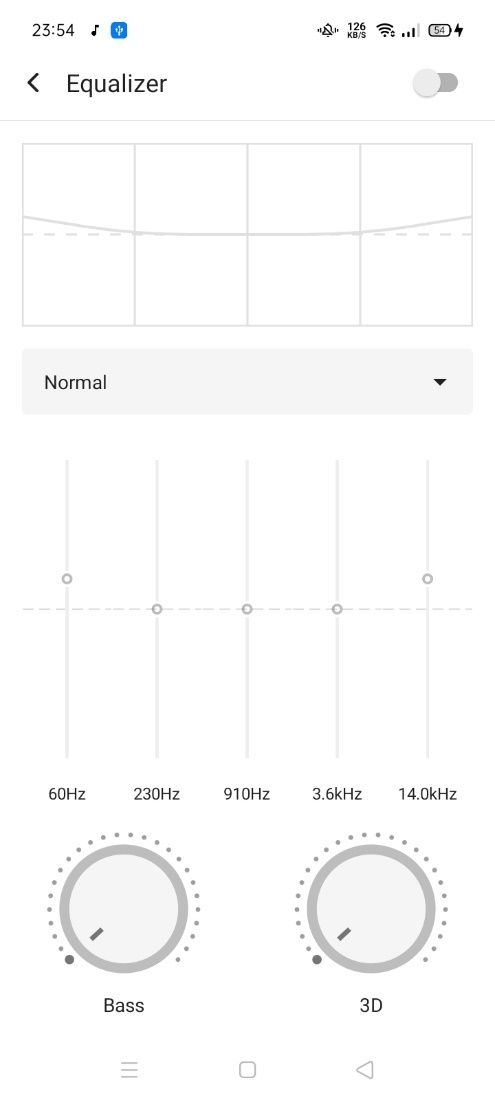 23:54 126 KB/S 54
Equalizer
Normal
60Hz 230Hz 910Hz 3.6kHz 14.0kHz
Bass 3D